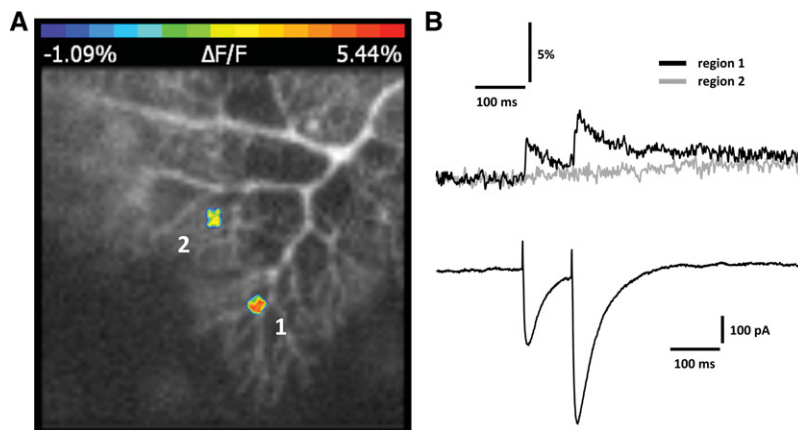 A
-1.09% ΔF/F 5.44%
2
1
B
5%
100 ms
region 1
region 2
100 pA
100 ms